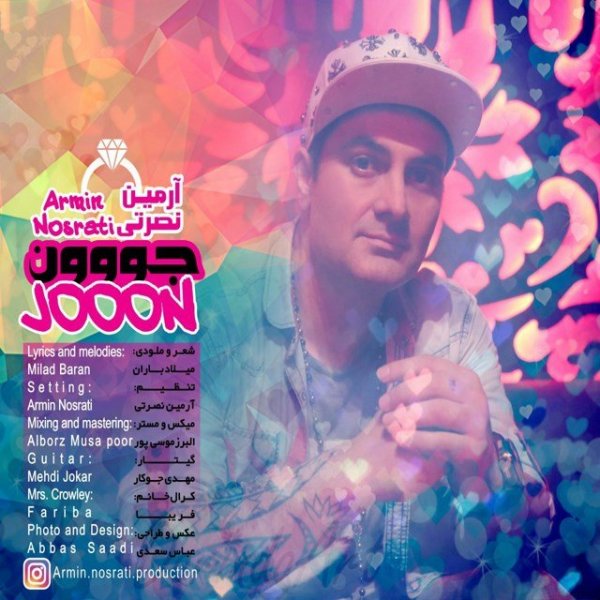 Armin آرمین
Nosrati نصرتی
جوووون
JOOON
Lyrics and melodies: شعر و ملودی:
Milad Baran میلاد باران
Setting: تنظیم:
Armin Nosrati آرمین نصرتی
Mixing and mastering: میکس و مستر:
Alborz Musa poor البرز موسی پور
Guitar: گیتار:
Mehdi Jokar مهدی جوکار
Mrs. Crowley: کرال خانم:
Fariba فریبا
Photo and Design: عکس و طراحی:
Abbas Saadi عباس سعدی
Armin.nosrati.production